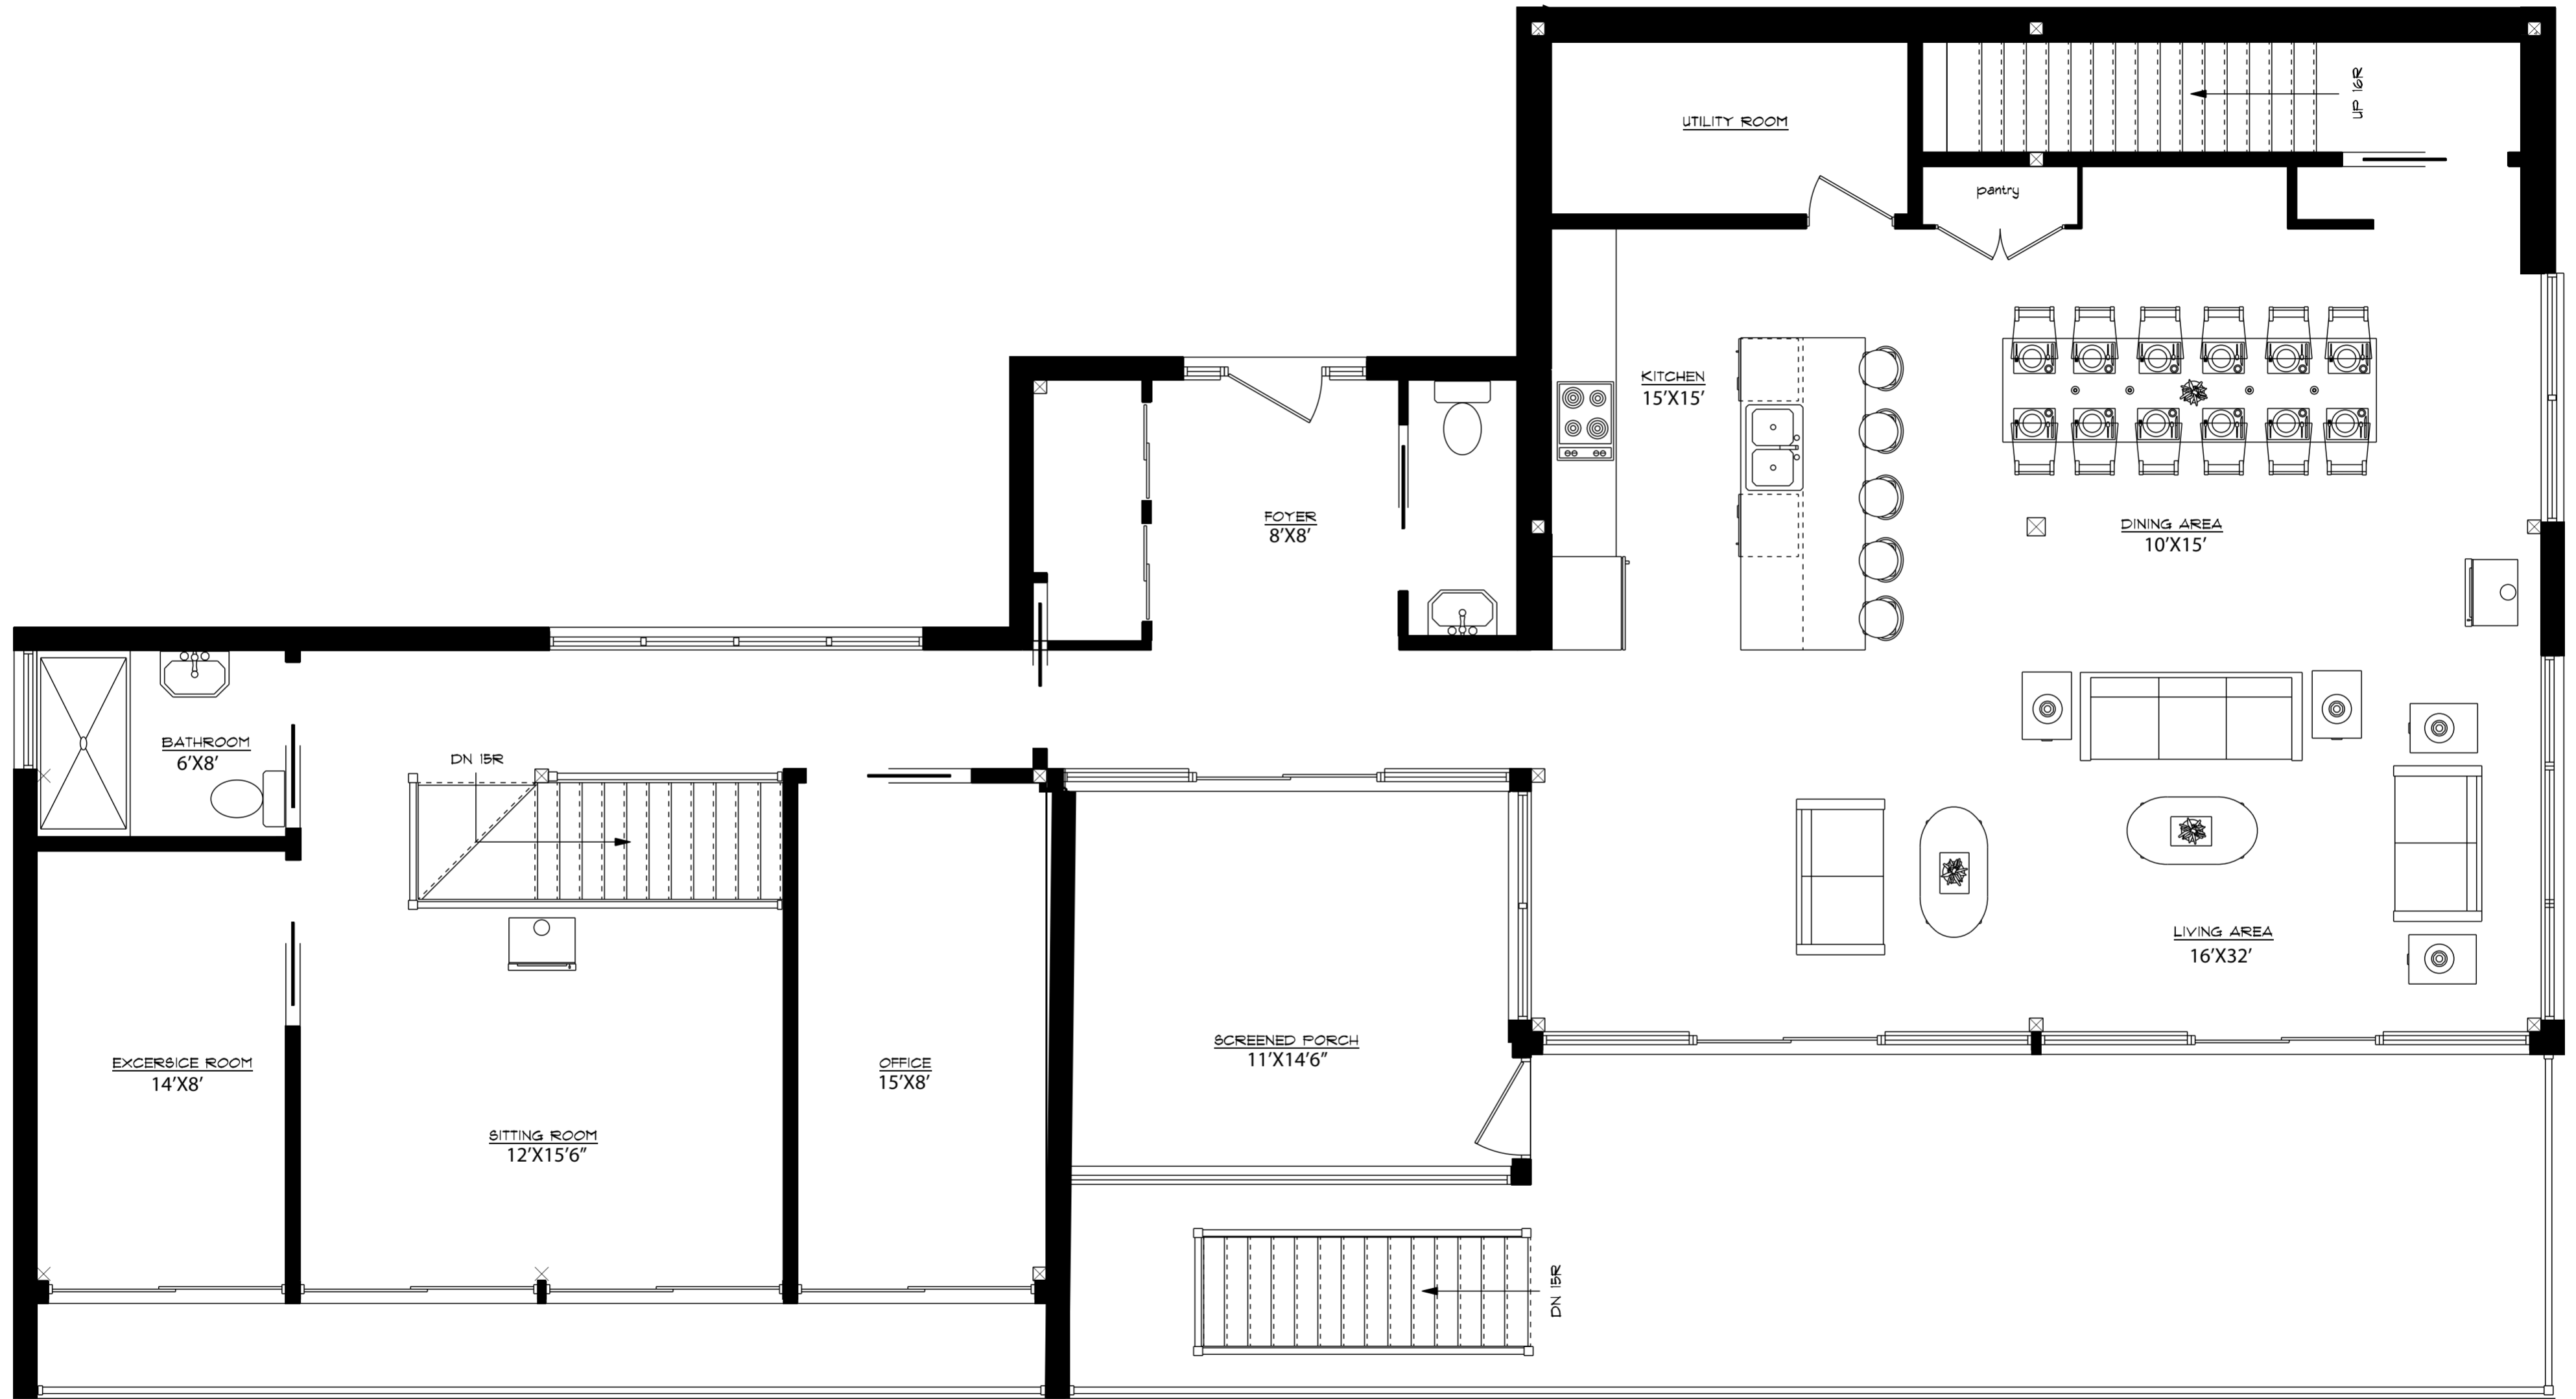 UTILITY ROOM
UP 16R
pantry
KITCHEN
15'X15'
FOYER
8'X8'
DINING AREA
10'X15'
BATHROOM
6'X8'
DN 15R
LIVING AREA
16'X32'
SCREENED PORCH
11'X14'6"
EXCERSICE ROOM
14'X8'
OFFICE
15'X8'
SITTING ROOM
12'X15'6"
DN 15R